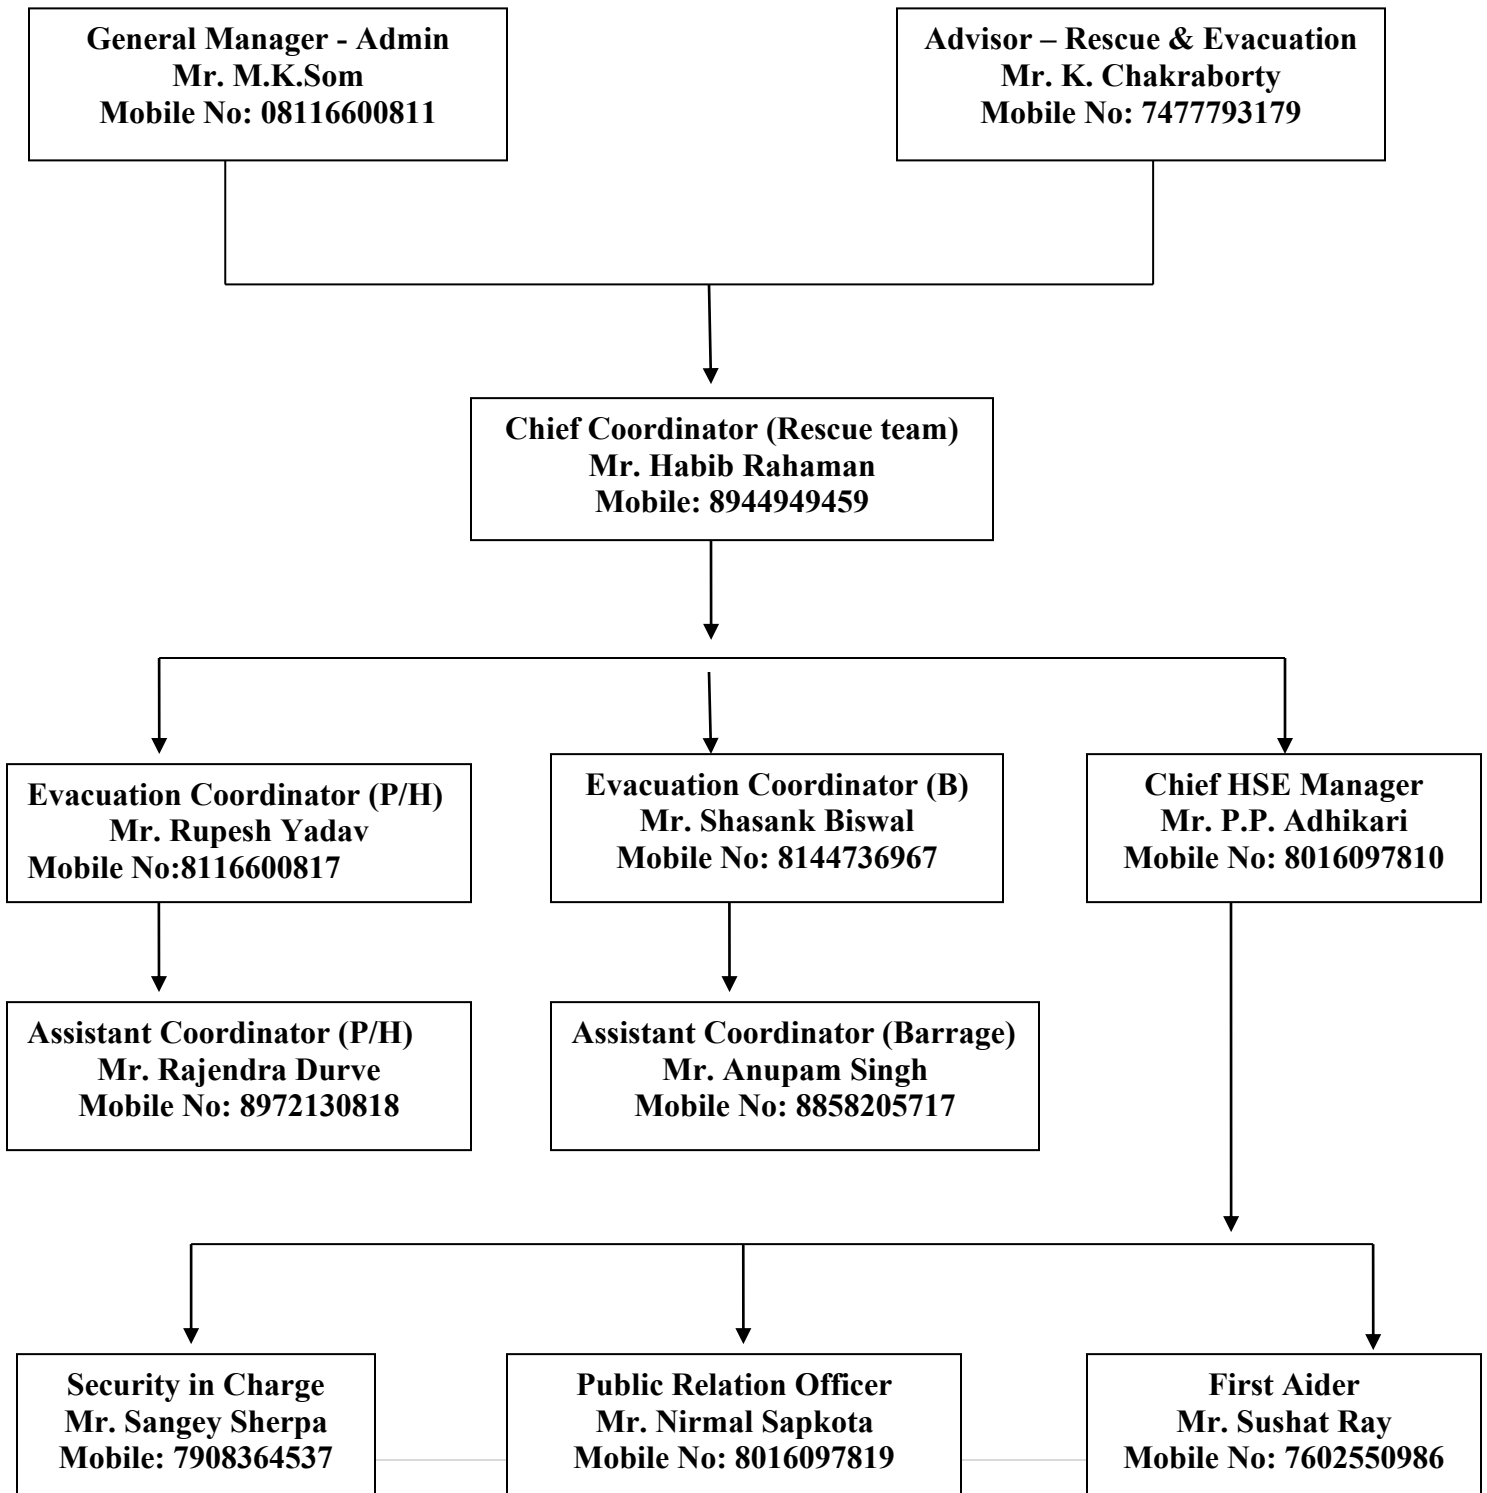 General Manager - Admin
Mr. M.K.Som
Mobile No: 08116600811
Advisor – Rescue & Evacuation
Mr. K. Chakraborty
Mobile No: 7477793179
Chief Coordinator (Rescue team)
Mr. Habib Rahaman
Mobile: 8944949459
Evacuation Coordinator (P/H)
Mr. Rupesh Yadav
Mobile No:8116600817
Evacuation Coordinator (B)
Mr. Shasank Biswal
Mobile No: 8144736967
Chief HSE Manager
Mr. P.P. Adhikari
Mobile No: 8016097810
Assistant Coordinator (P/H)
Mr. Rajendra Durve
Mobile No: 8972130818
Assistant Coordinator (Barrage)
Mr. Anupam Singh
Mobile No: 8858205717
Security in Charge
Mr. Sangey Sherpa
Mobile: 7908364537
Public Relation Officer
Mr. Nirmal Sapkota
Mobile No: 8016097819
First Aider
Mr. Sushat Ray
Mobile No: 7602550986